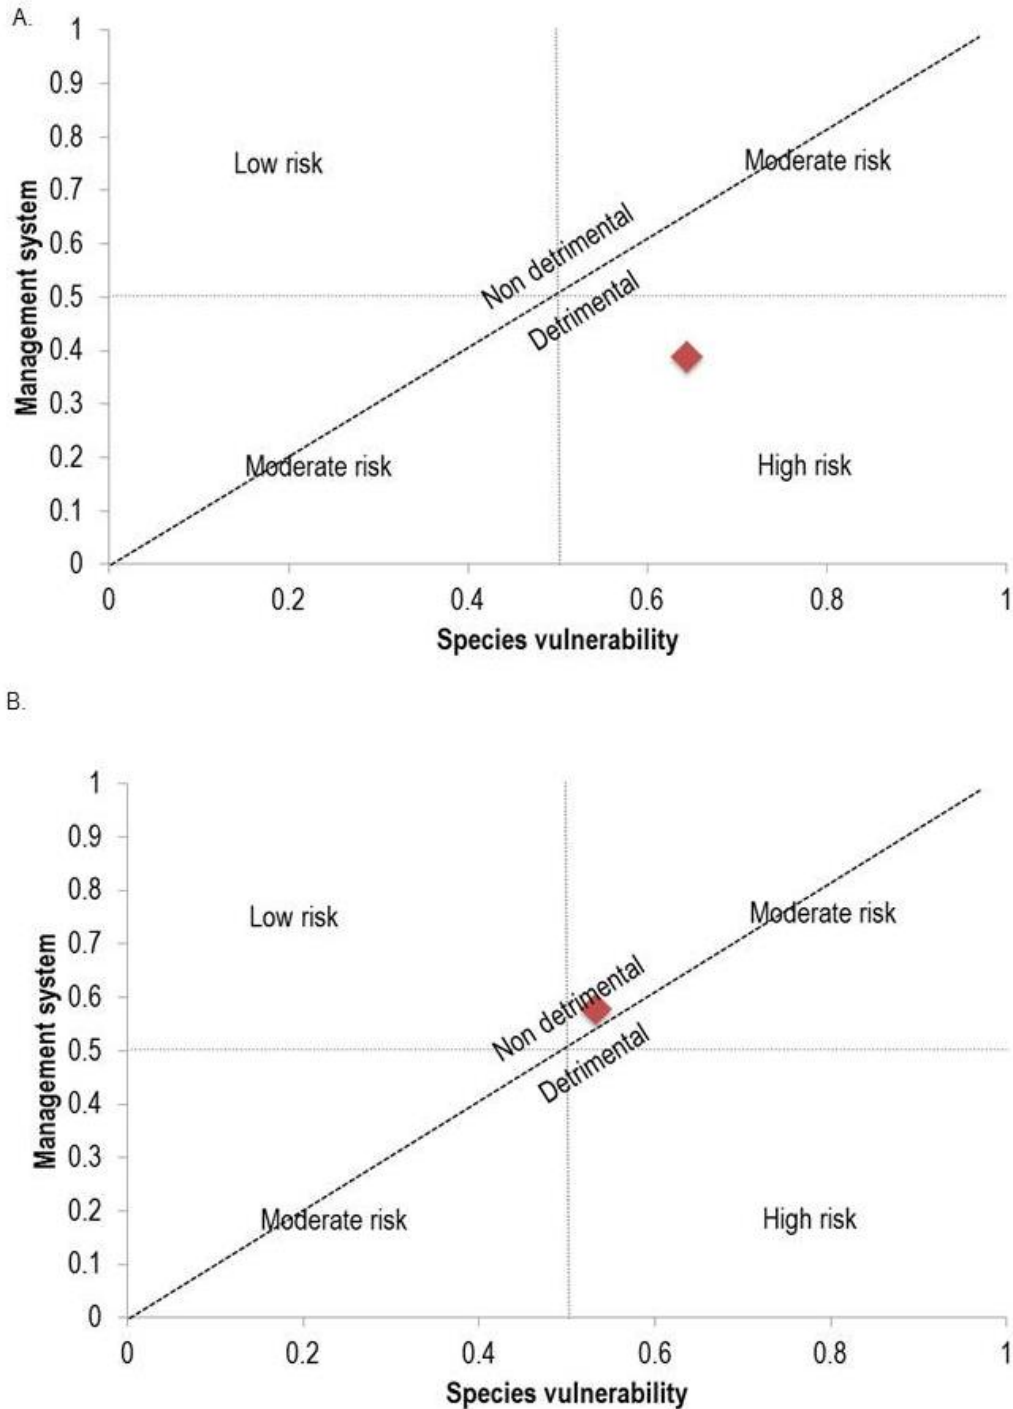 A.
1
0.9
0.8
0.7
0.6
0.5
0.4
0.3
0.2
0.1
0
Management system
Low risk
Moderate risk
Non detrimental
Detrimental
Moderate risk
High risk
0 0.2 0.4 0.6 0.8 1
Species vulnerability
B.
1
0.9
0.8
0.7
0.6
0.5
0.4
0.3
0.2
0.1
0
Management system
Low risk
Moderate risk
Non detrimental
Detrimental
Moderate risk
High risk
0 0.2 0.4 0.6 0.8 1
Species vulnerability